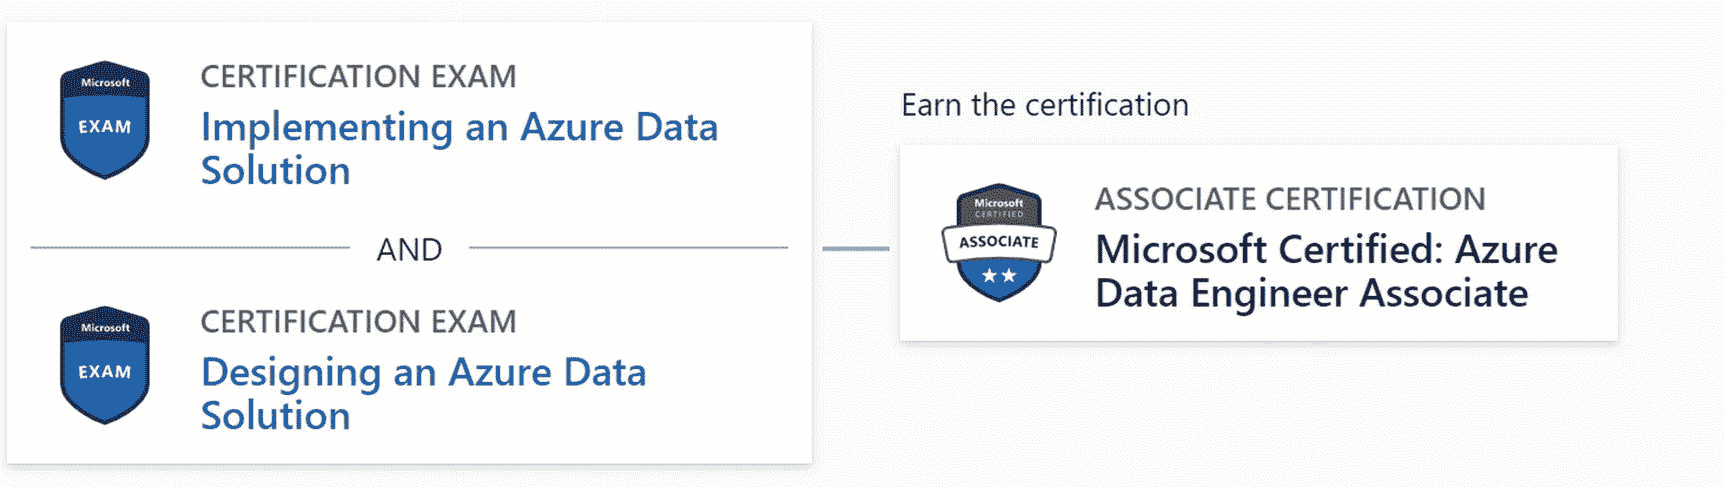 Microsoft
EXAM
CERTIFICATION EXAM
Implementing an Azure Data
Solution
AND
Microsoft
EXAM
CERTIFICATION EXAM
Designing an Azure Data
Solution
Earn the certification
Microsoft
CERTIFIED
ASSOCIATE
ASSOCIATE CERTIFICATION
Microsoft Certified: Azure
Data Engineer Associate